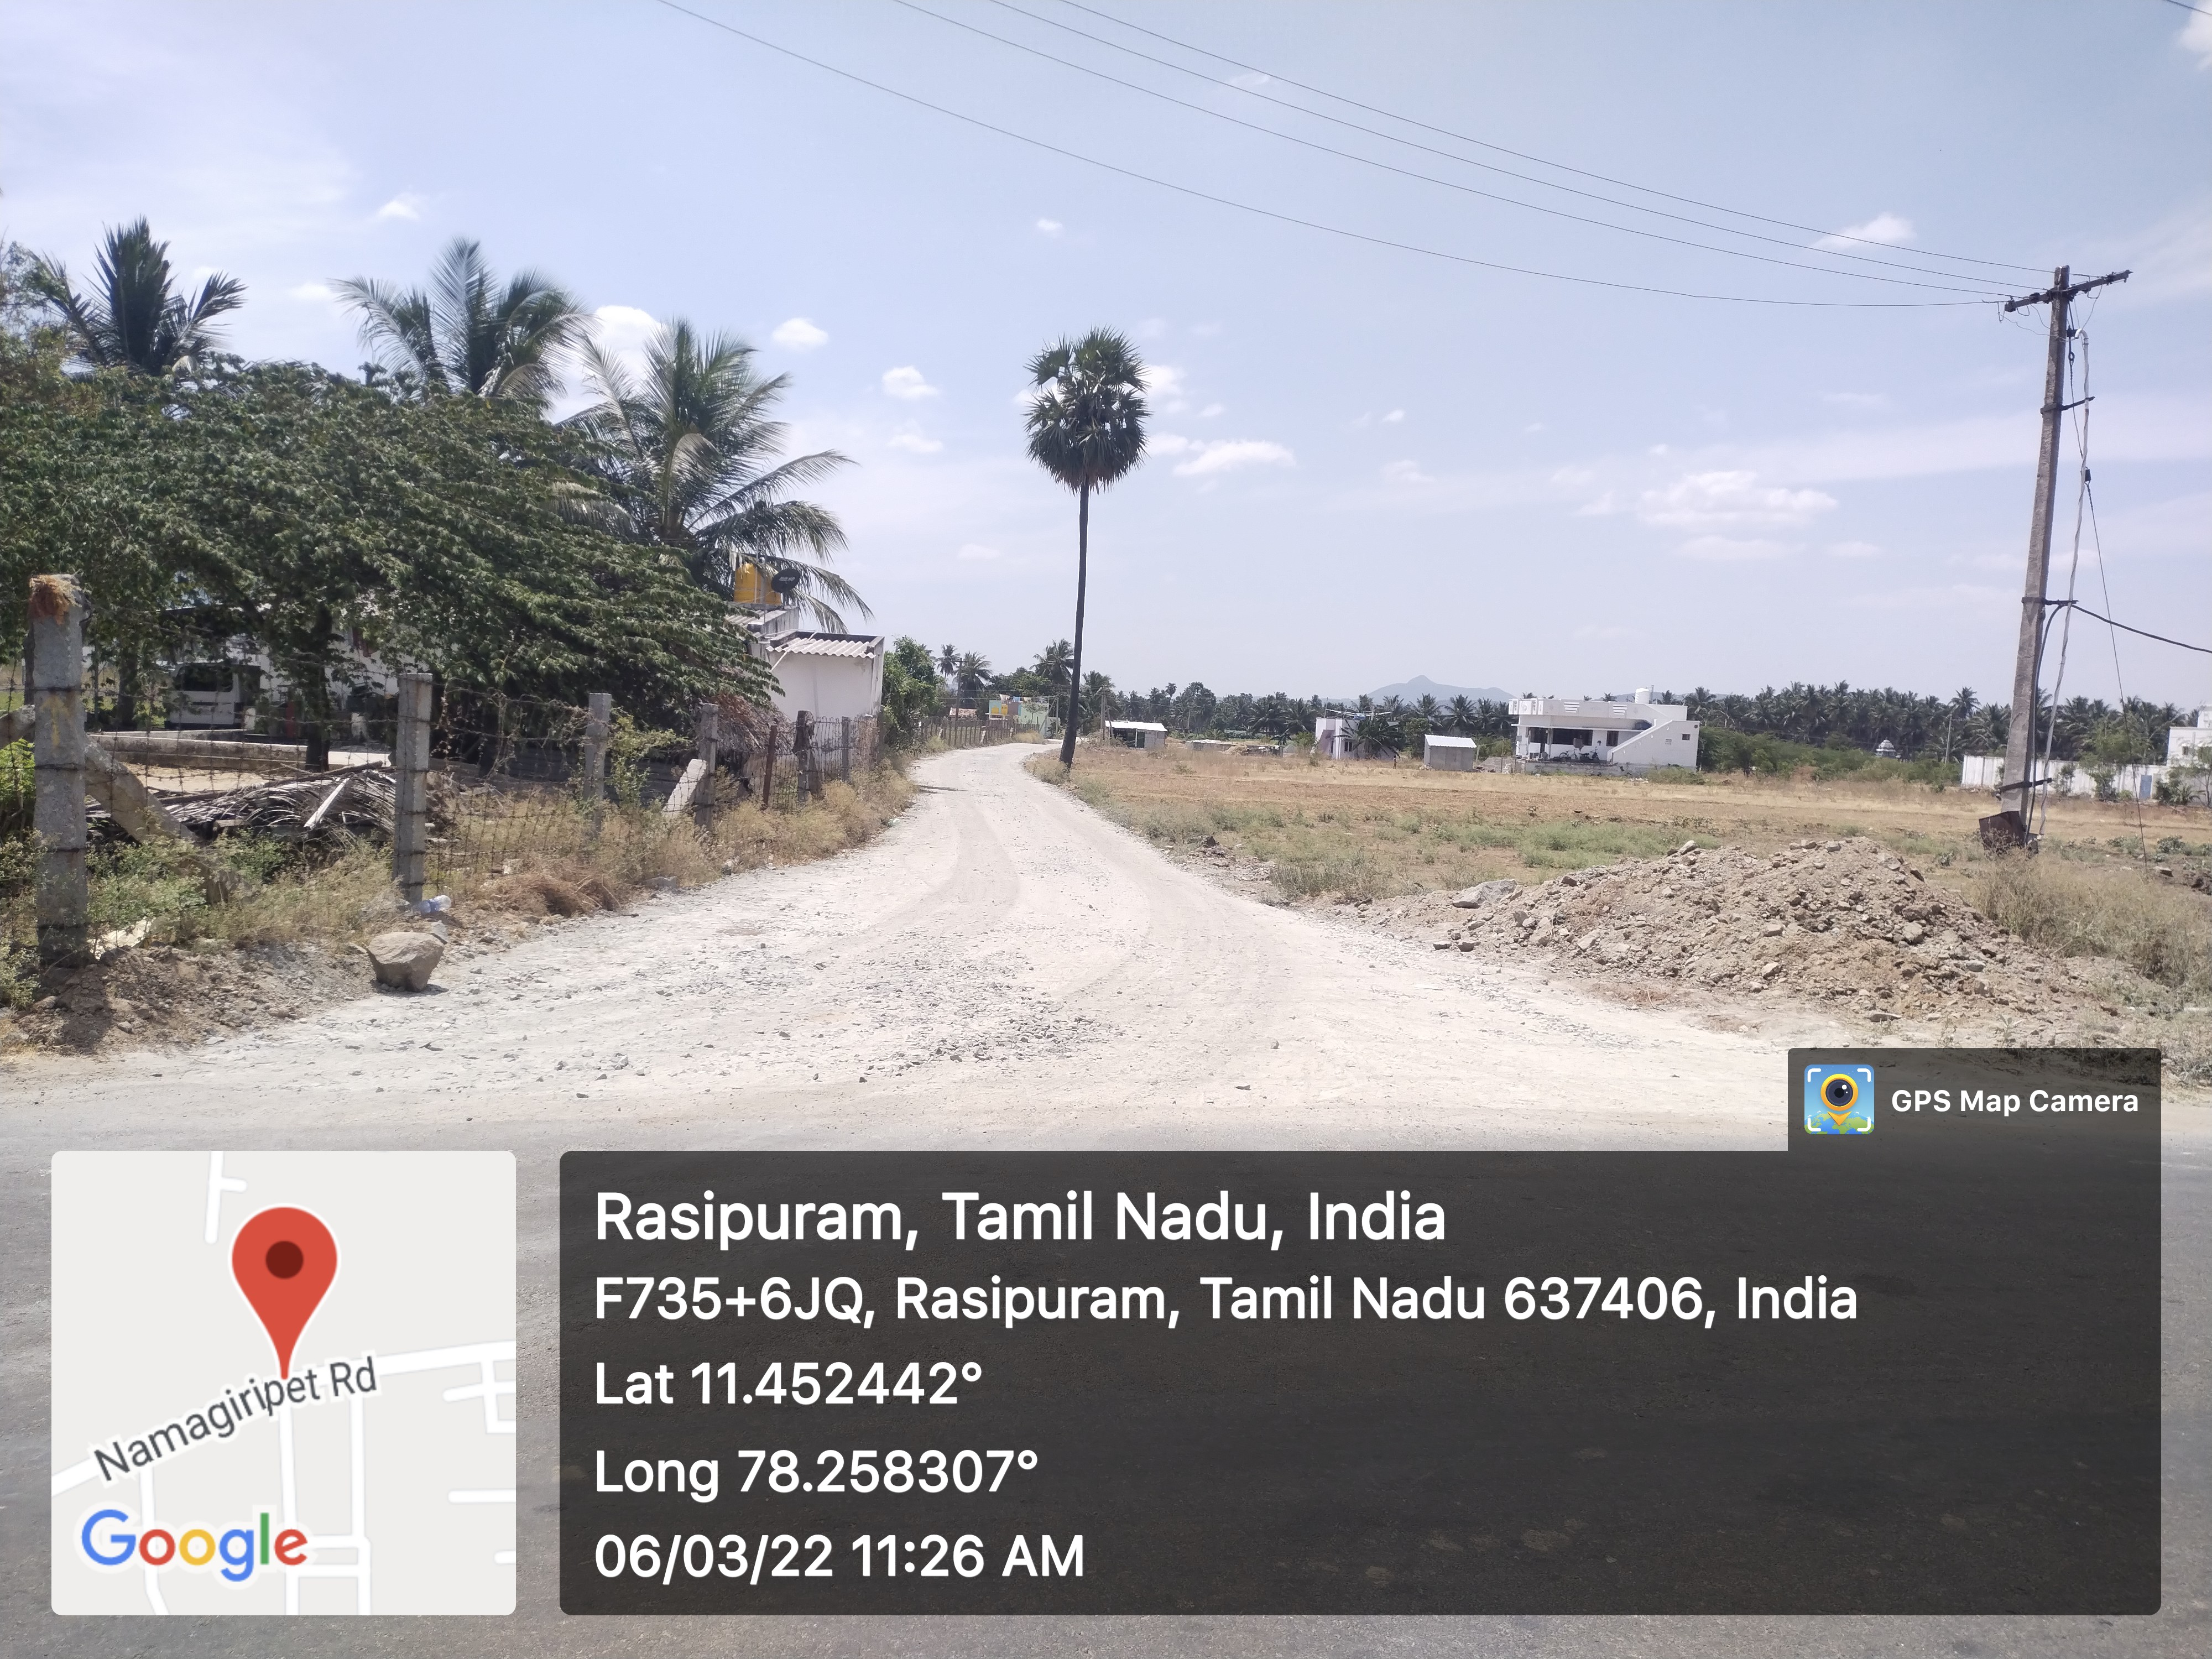 GPS Map Camera
Rasipuram, Tamil Nadu, India
F735+6JQ, Rasipuram, Tamil Nadu 637406, India
Lat 11.452442°
Long 78.258307°
06/03/22 11:26 AM
Namagiripet Rd
Google